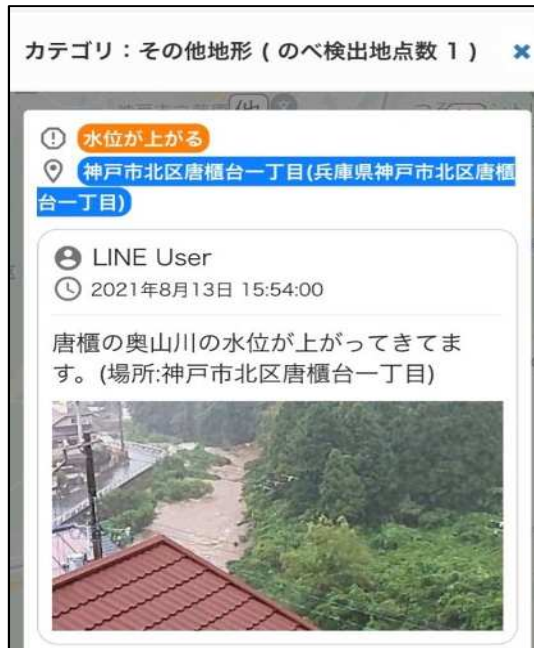 カテゴリ：その他地形 ( のべ検出地点数 1 ) ×
水位が上がる
神戸市北区唐櫃台一丁目(兵庫県神戸市北区唐櫃
台一丁目)
LINE User
2021年8月13日 15:54:00
唐櫃の奥山川の水位が上がってきてま
す。(場所:神戸市北区唐櫃台一丁目)